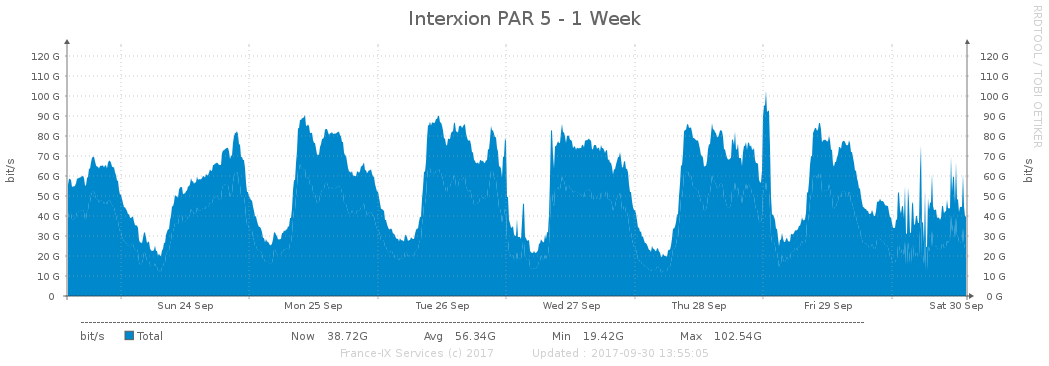 Interxion PAR 5 - 1 Week
RRDTOOL / TOBI OETIKER
bit/s
120 G 120 G
110 G 110 G
100 G 100 G
90 G 90 G
80 G 80 G
70 G 70 G
60 G 60 G
50 G 50 G
40 G 40 G
30 G 30 G
20 G 20 G
10 G 10 G
0 0 G
bit/s
Sun 24 Sep Mon 25 Sep Tue 26 Sep Wed 27 Sep Thu 28 Sep Fri 29 Sep Sat 30 Sep
bit/s Total Now 38.72G Avg 56.34G Min 19.42G Max 102.54G
France-IX Services (c) 2017 Updated : 2017-09-30 13:55:05